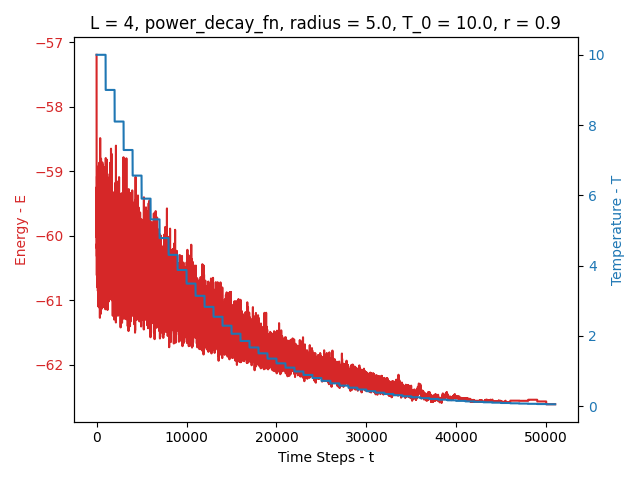 L = 4, power_decay_fn, radius = 5.0, T_0 = 10.0, r = 0.9
−57
−58
−59
−60
−61
−62
Energy - E
10
8
6
4
2
0
Temperature - T
0 10000 20000 30000 40000 50000
Time Steps - t